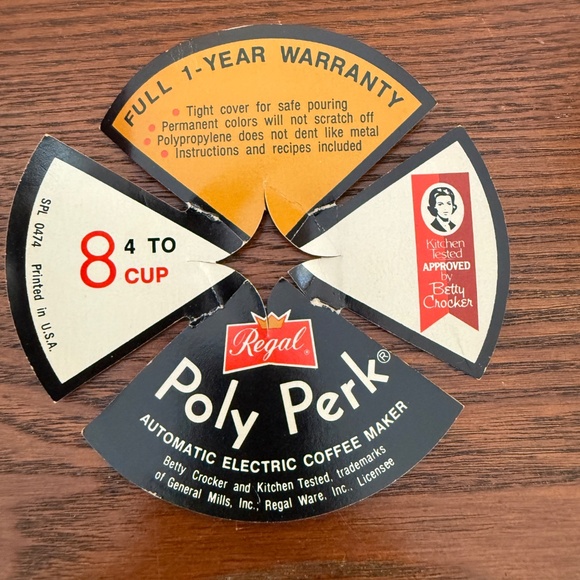 FULL 1-YEAR WARRANTY
• Tight cover for safe pouring
• Permanent colors will not scratch off
• Polypropylene does not dent like metal
• Instructions and recipes included
SPL 0474 Printed in U.S.A.
8 4 TO
CUP
Kitchen
Tested
APPROVED
by
Betty
Crocker
Regal
Poly Perk®
AUTOMATIC ELECTRIC COFFEE MAKER
Betty Crocker and Kitchen Tested, trademarks
of General Mills, Inc., Regal Ware, Inc., Licensee